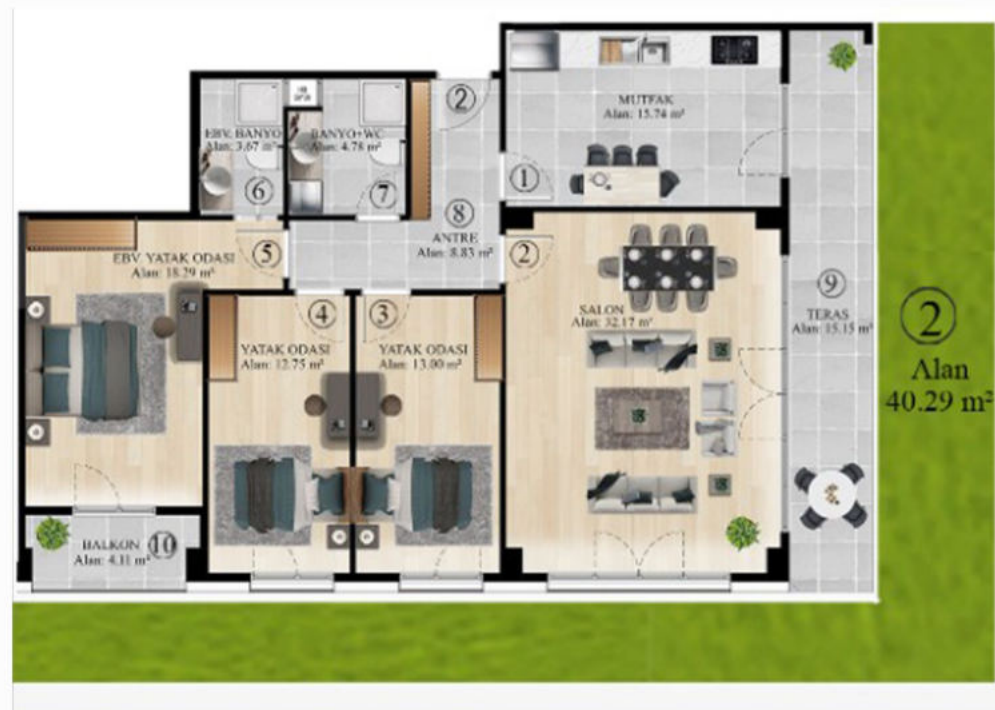 2
MUTFAK
Alan: 15.74 m²
EBV. BANYO
Alan: 3.67 m²
BANYO+WC
Alan: 4.78 m²
1
6
7
8
ANTRE
Alan: 8.83 m²
5
2
EBV. YATAK ODASI
Alan: 18.29 m²
9
TERAS
Alan: 15.15 m²
4
3
SALON
Alan: 32.17 m²
2
Alan
40.29 m²
YATAK ODASI
Alan: 12.75 m²
YATAK ODASI
Alan: 13.00 m²
BALKON
Alan: 4.11 m²
10